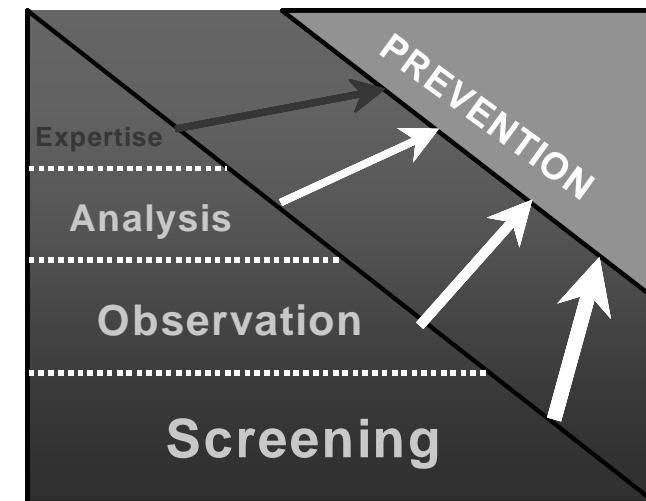 PREVENTION
Expertise
Analysis
Observation
Screening